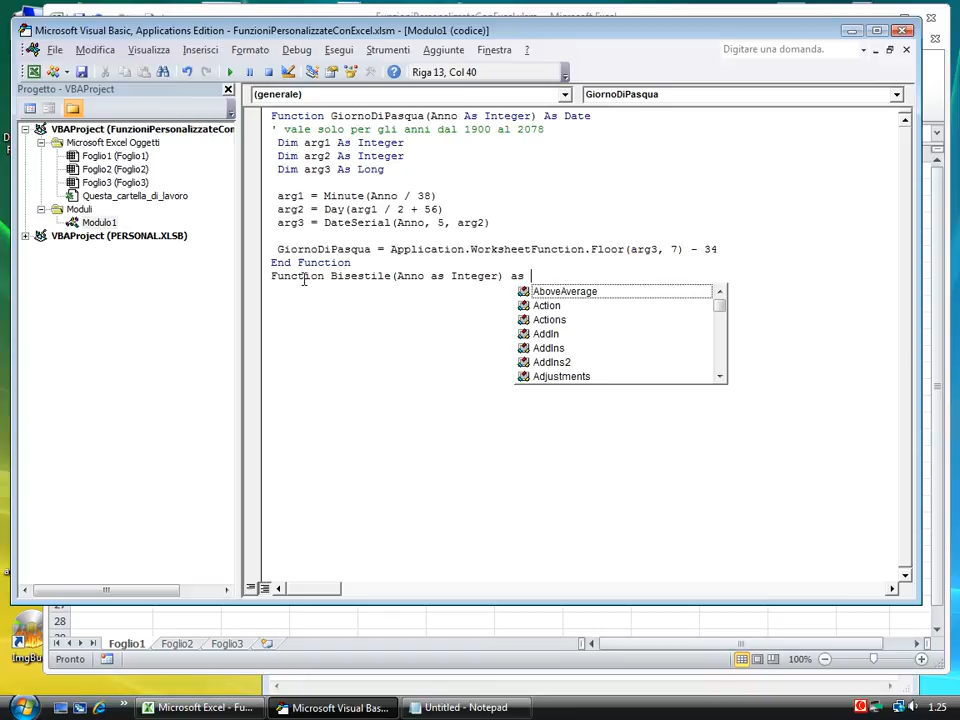 FunzioniPersonalizzateConExcel.xlsm - Microsoft Excel
Microsoft Visual Basic, Applications Edition - FunzioniPersonalizzateConExcel.xlsm - [Modulo1 (codice)]
File Modifica Visualizza Inserisci Formato Debug Esegui Strumenti Aggiunte Finestra ? Digitare una domanda.
Riga 13, Col 40
Progetto - VBAProject
(generale)
GiornoDiPasqua
VBAProject (FunzioniPersonalizzateCon
Microsoft Excel Oggetti
Foglio1 (Foglio1)
Foglio2 (Foglio2)
Foglio3 (Foglio3)
Questa_cartella_di_lavoro
Moduli
Modulo1
VBAProject (PERSONAL.XLSB)
Function GiornoDiPasqua(Anno As Integer) As Date
' vale solo per gli anni dal 1900 al 2078
Dim arg1 As Integer
Dim arg2 As Integer
Dim arg3 As Long
arg1 = Minute(Anno / 38)
arg2 = Day(arg1 / 2 + 56)
arg3 = DateSerial(Anno, 5, arg2)
GiornoDiPasqua = Application.WorksheetFunction.Floor(arg3, 7) - 34
End Function
Function Bisestile(Anno as Integer) as
AboveAverage
Action
Actions
AddIn
AddIns
AddIns2
Adjustments
28
Foglio1 Foglio2 Foglio3
Pronto
100%
ImgBu
Microsoft Excel - Fu...
Microsoft Visual Bas...
Untitled - Notepad
1.25